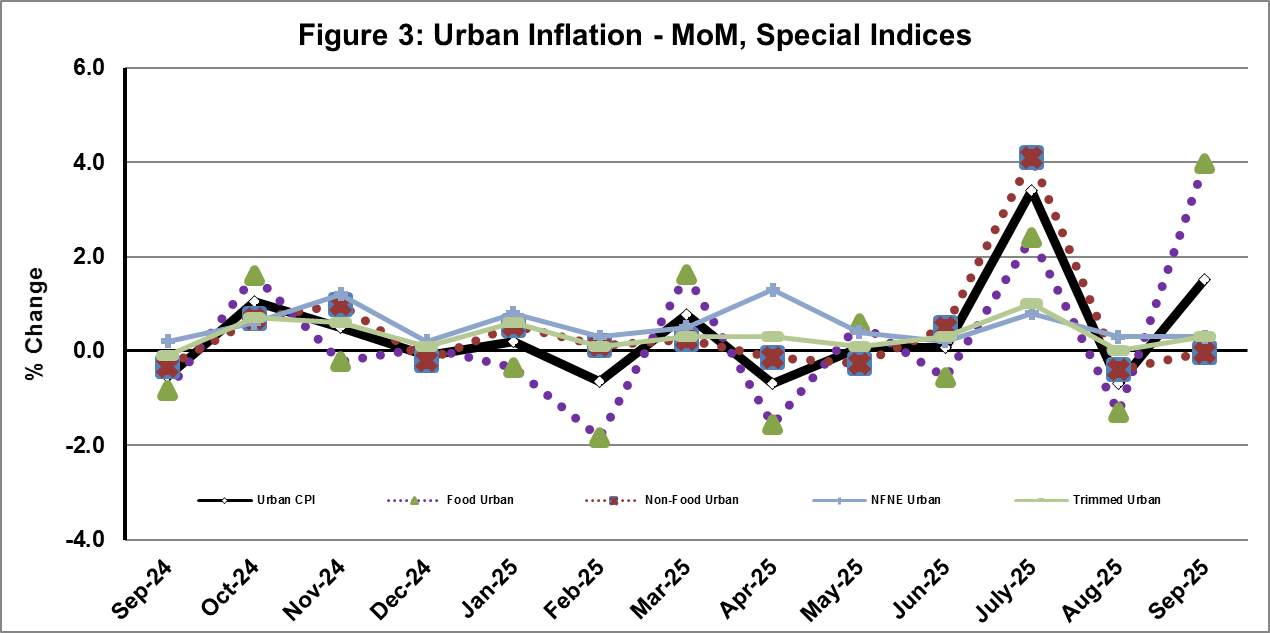 Figure 3: Urban Inflation - MoM, Special Indices
6.0
4.0
2.0
0.0
-2.0
-4.0
% Change
Urban CPI Food Urban Non-Food Urban NFNE Urban Trimmed Urban
Sep-24 Oct-24 Nov-24 Dec-24 Jan-25 Feb-25 Mar-25 Apr-25 May-25 Jun-25 July-25 Aug-25 Sep-25